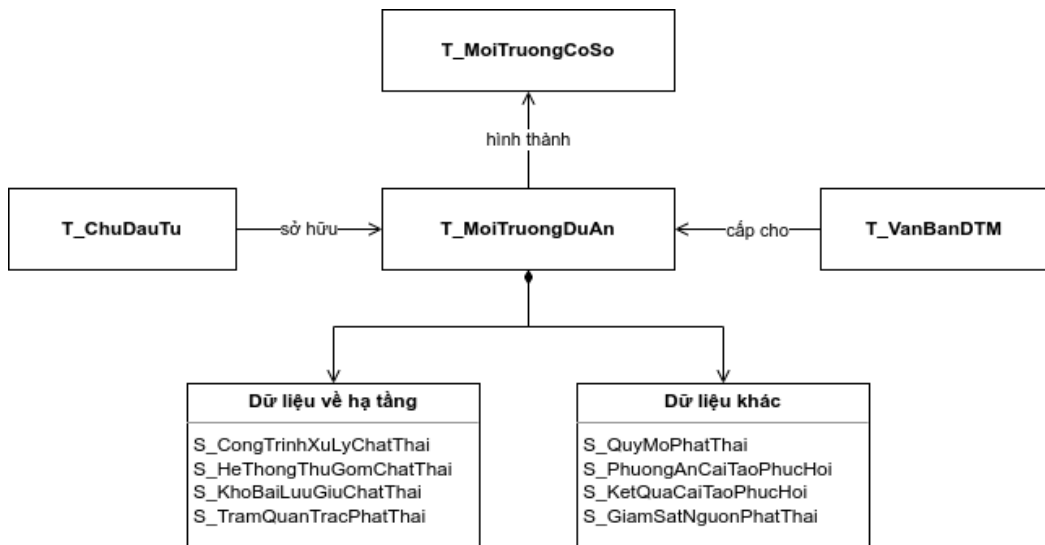 T_MoiTruongCoSo
hình thành
T_ChuDauTu
sở hữu
T_MoiTruongDuAn
cấp cho
T_VanBanDTM
Dữ liệu về hạ tầng
S_CongTrinhXuLyChatThai
S_HeThongThuGomChatThai
S_KhoBaiLuuGiuChatThai
S_TramQuanTracPhatThai
Dữ liệu khác
S_QuyMoPhatThai
S_PhuongAnCaiTaoPhucHoi
S_KetQuaCaiTaoPhucHoi
S_GiamSatNguonPhatThai